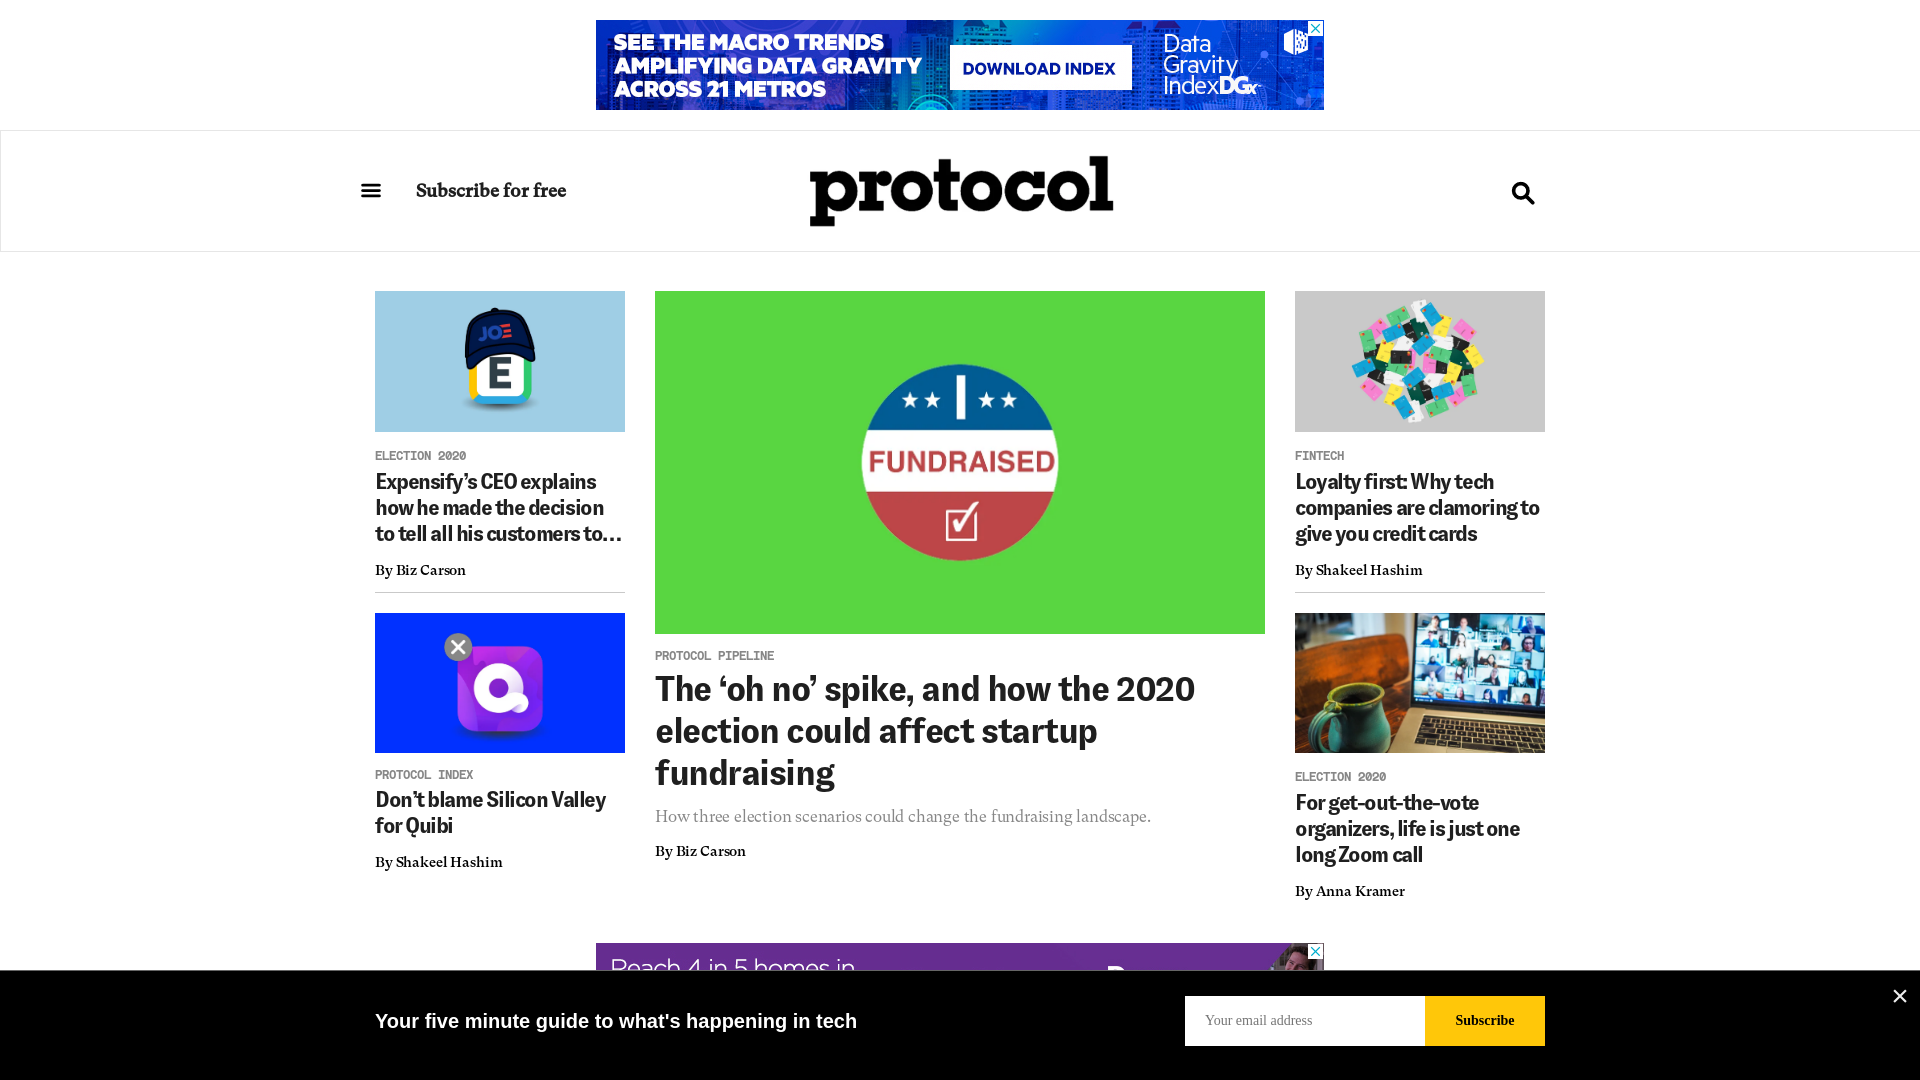 SEE THE MACRO TRENDS
AMPLIFYING DATA GRAVITY
ACROSS 21 METROS
DOWNLOAD INDEX
Data
Gravity
IndexDGx™
Subscribe for free
protocol
JOE
E
ELECTION 2020
Expensify’s CEO explains
how he made the decision
to tell all his customers to…
By Biz Carson
PROTOCOL INDEX
Don’t blame Silicon Valley
for Quibi
By Shakeel Hashim
I
FUNDRAISED
PROTOCOL PIPELINE
The ‘oh no’ spike, and how the 2020
election could affect startup
fundraising
How three election scenarios could change the fundraising landscape.
By Biz Carson
FINTECH
Loyalty first: Why tech
companies are clamoring to
give you credit cards
By Shakeel Hashim
ELECTION 2020
For get-out-the-vote
organizers, life is just one
long Zoom call
By Anna Kramer
Reach 4 in 5 homes in
Your five minute guide to what's happening in tech
Your email address
Subscribe